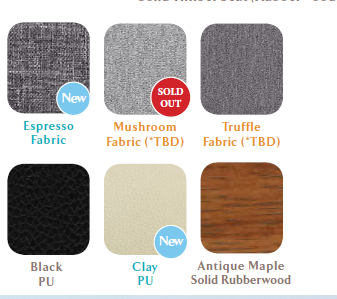 New
SOLD
OUT
Espresso
Fabric
Mushroom
Fabric (*TBD)
Truffle
Fabric (*TBD)
New
Black
PU
Clay
PU
Antique Maple
Solid Rubberwood